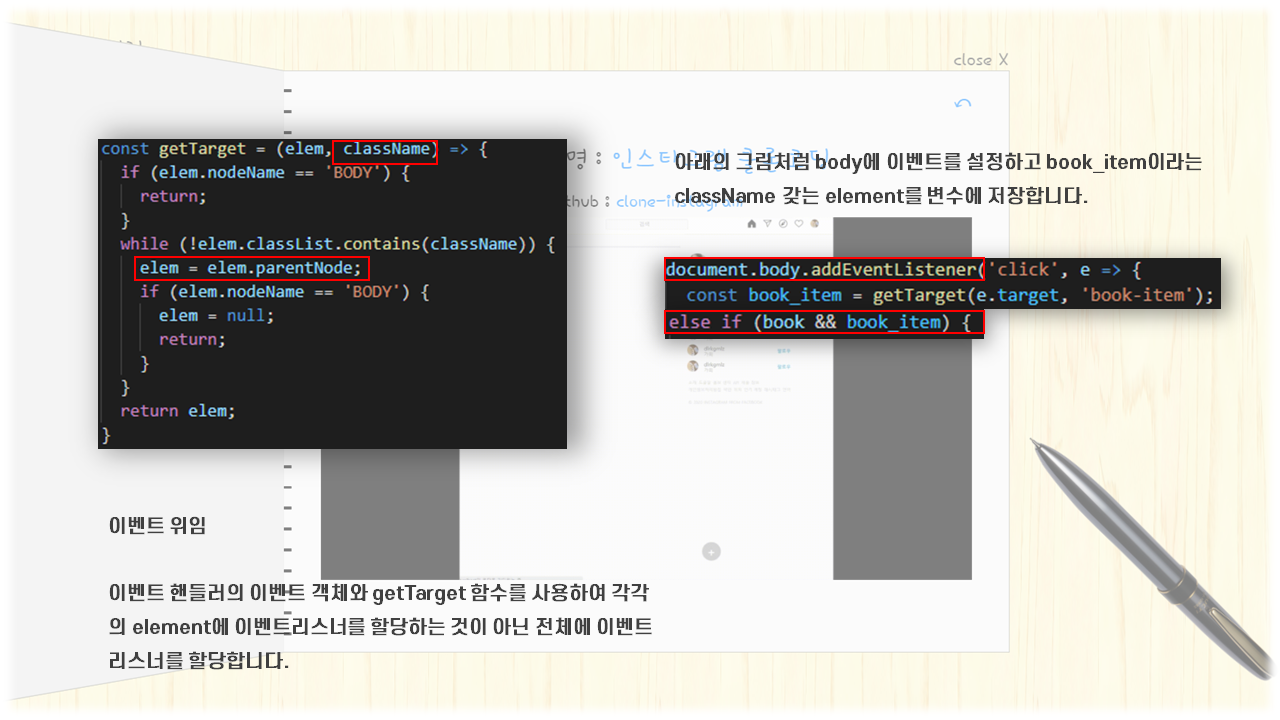 close X
const getTarget = (elem, className) => {
if (elem.nodeName == 'BODY') {
return;
}
while (!elem.classList.contains(className)) {
elem = elem.parentNode;
if (elem.nodeName == 'BODY') {
elem = null;
return;
}
}
return elem;
}
명 : 인스타그램 클론코딩
thub : clone-instagram
아래의 그림처럼 body에 이벤트를 설정하고 book_item이라는
className 갖는 element를 변수에 저장합니다.
document.body.addEventListener('click', e => {
const book_item = getTarget(e.target, 'book-item');
else if (book && book_item) {
이벤트 위임
이벤트 핸들러의 이벤트 객체와 getTarget 함수를 사용하여 각각
의 element에 이벤트리스너를 할당하는 것이 아닌 전체에 이벤트
리스너를 할당합니다.